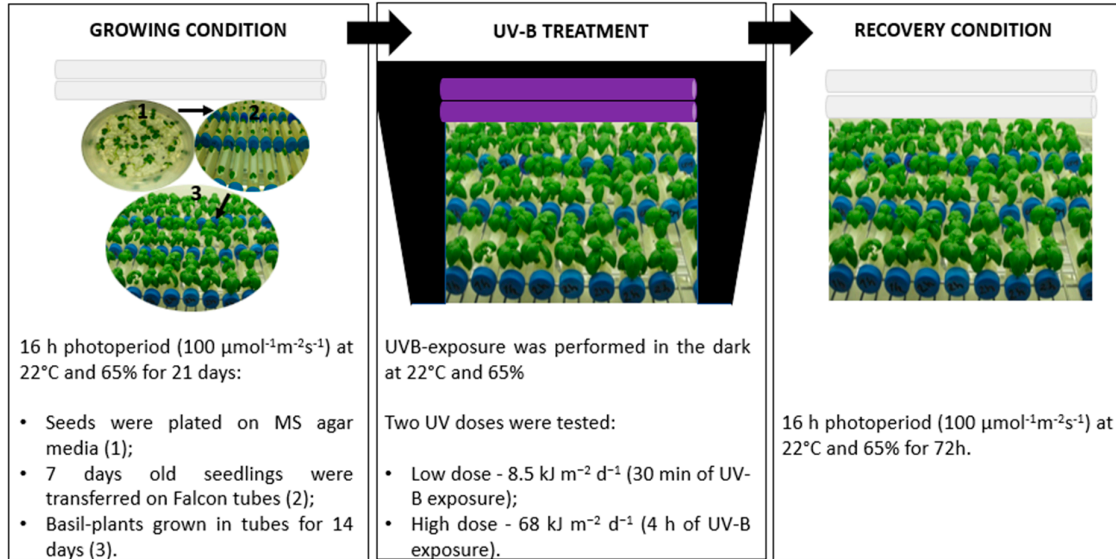 GROWING CONDITION
1
2
3
16 h photoperiod (100 µmol⁻¹m⁻²s⁻¹) at
22°C and 65% for 21 days:
• Seeds were plated on MS agar
media (1);
• 7 days old seedlings were
transferred on Falcon tubes (2);
• Basil-plants grown in tubes for 14
days (3).
UV-B TREATMENT
UVB-exposure was performed in the dark
at 22°C and 65%
Two UV doses were tested:
• Low dose - 8.5 kJ m⁻² d⁻¹ (30 min of UV-
B exposure);
• High dose - 68 kJ m⁻² d⁻¹ (4 h of UV-B
exposure).
RECOVERY CONDITION
16 h photoperiod (100 µmol⁻¹m⁻²s⁻¹) at
22°C and 65% for 72h.